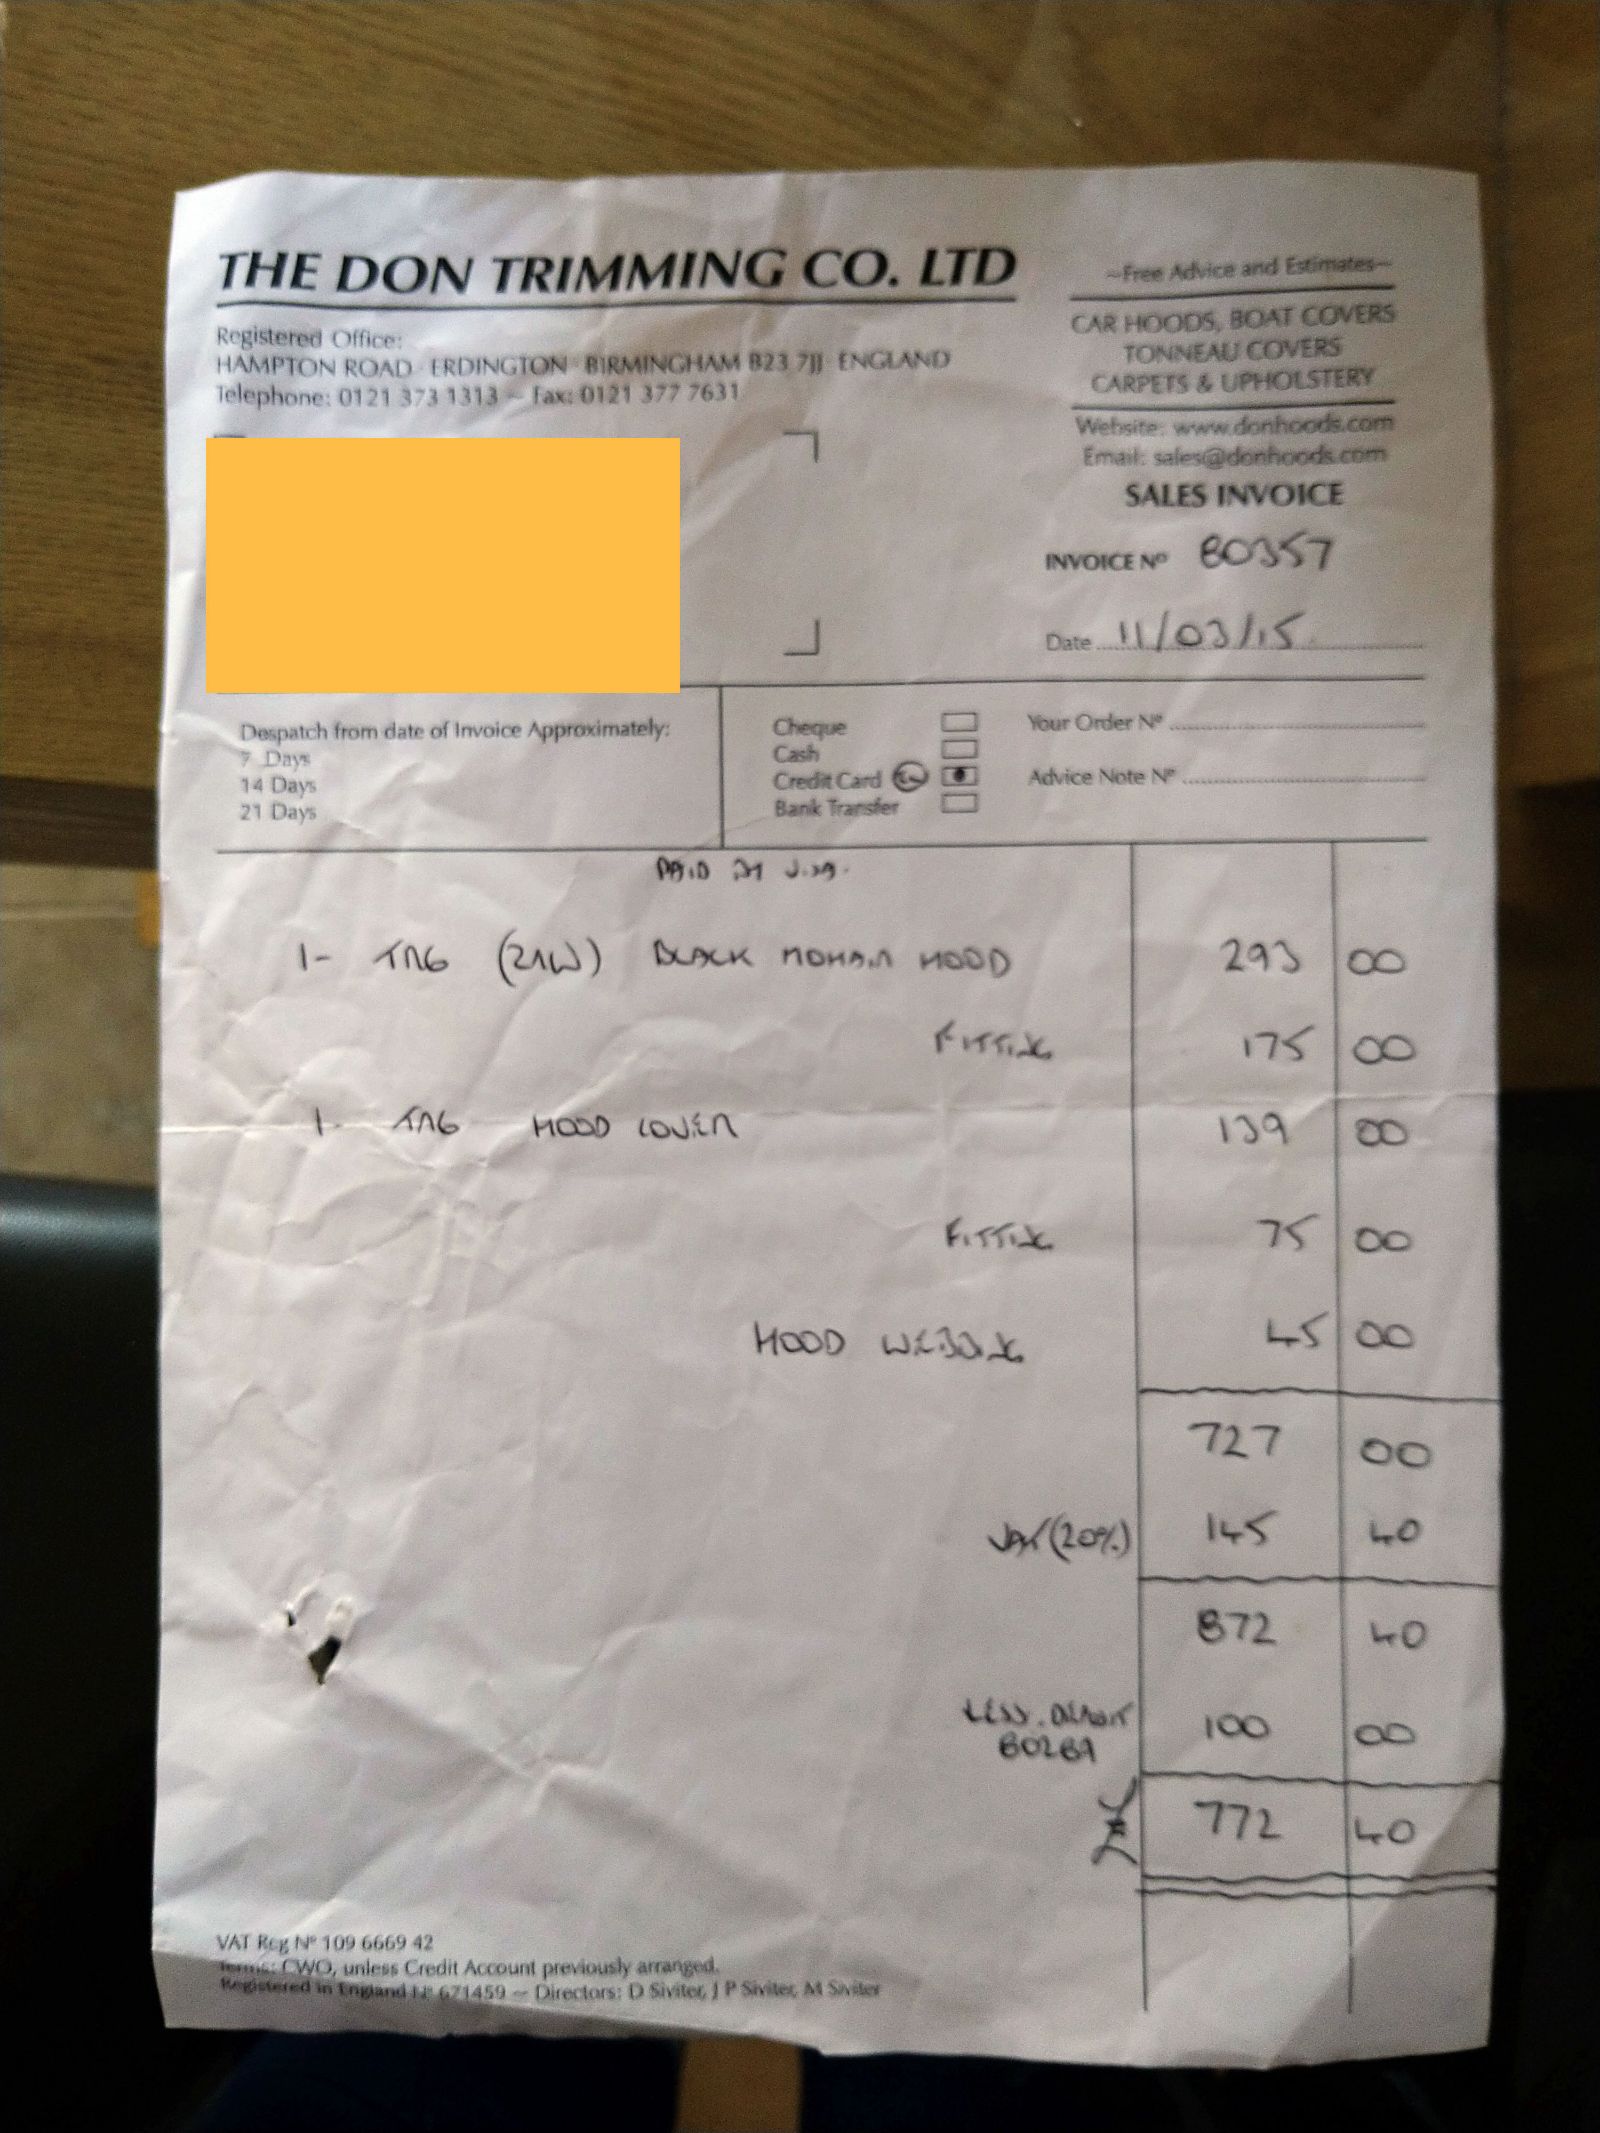 THE DON TRIMMING CO. LTD
Registered Office:
HAMPTON ROAD · ERDINGTON · BIRMINGHAM B23 7JJ · ENGLAND
Telephone: 0121 373 1313 ~ Fax: 0121 377 7631
~Free Advice and Estimates~
CAR HOODS, BOAT COVERS
TONNEAU COVERS
CARPETS & UPHOLSTERY
Website: www.donhoods.com
Email: sales@donhoods.com
SALES INVOICE
INVOICE Nº 80357
Date 11/03/15
Despatch from date of Invoice Approximately:
7 Days
14 Days
21 Days
Cheque
Cash
Credit Card
Bank Transfer
Your Order Nº
Advice Note Nº
PAID BY VISA.
1- TR6 (ZRW) BLACK MOHAIR HOOD 293 00
FITTING 175 00
1- TR6 HOOD COVER 139 00
FITTING 75 00
HOOD WEBBING 45 00
727 00
VAT (20%) 145 40
872 40
LESS. DEPOSIT 100 00
80289
£ 772 40
VAT Reg Nº 109 6669 42
Terms: CWO, unless Credit Account previously arranged.
Registered in England Nº 671459 ~ Directors: D Siviter, J P Siviter, M Siviter